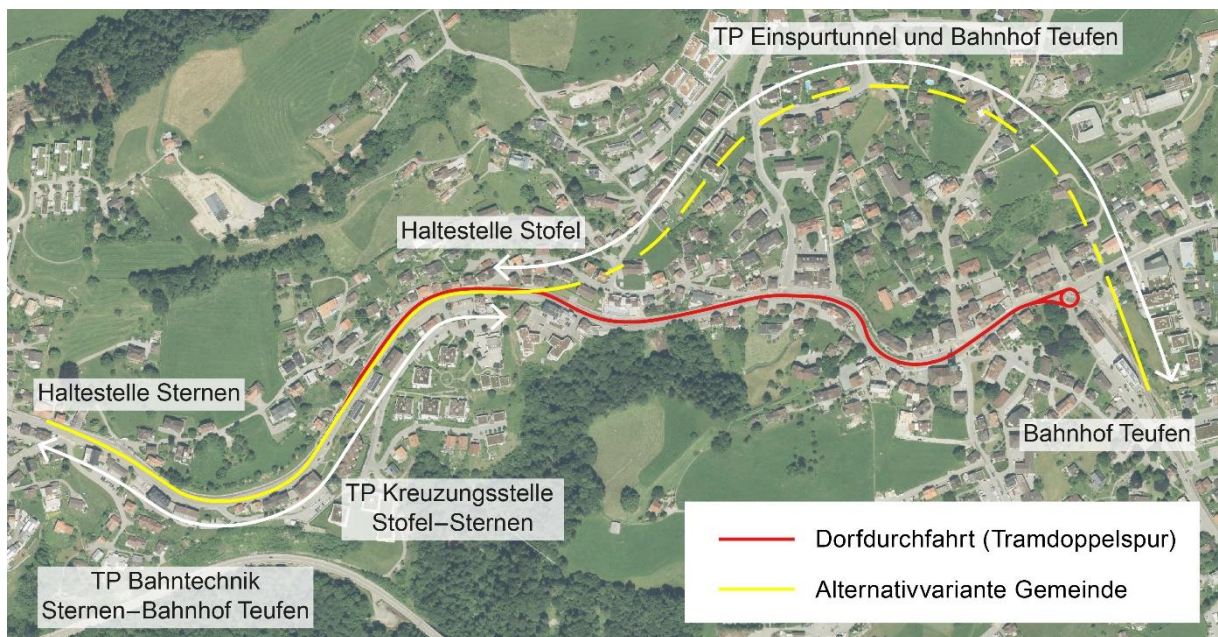 TP Einspurtunnel und Bahnhof Teufen
Haltestelle Stofel
Haltestelle Sternen
Bahnhof Teufen
TP Kreuzungsstelle
Stofel–Sternen
TP Bahntechnik
Sternen–Bahnhof Teufen
Dorfdurchfahrt (Tramdoppelspur)
Alternativvariante Gemeinde